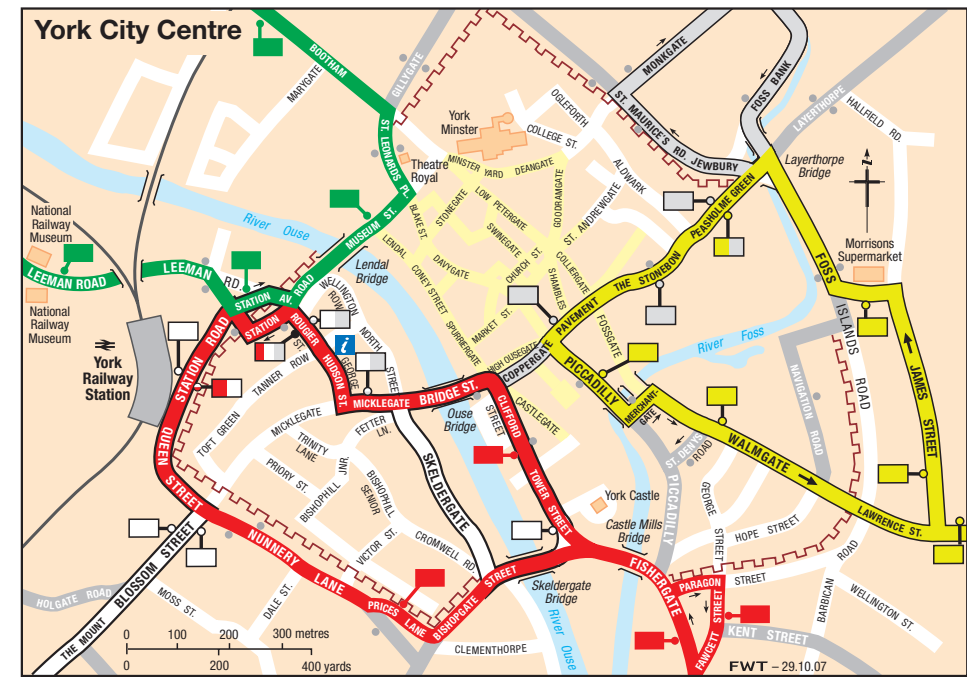 York City Centre
BOOTHAM
GILLYGATE
MARYGATE
ST. LEONARDS PL.
MONKGATE
FOSS BANK
ST. MAURICE'S RD. JEWBURY
LAYERTHORPE
HALLFIELD RD.
Layerthorpe
Bridge
N
OGLEFORTH
COLLEGE ST.
York
Minster
Theatre
Royal
MINSTER YARD
DEANGATE
ALDWARK
GOODRAMGATE
ST. ANDREWGATE
LOW PETERGATE
STONEGATE
BLAKE ST.
SWINEGATE
CHURCH ST.
COLLIERGATE
SHAMBLES
DAVYGATE
LENDAL
CONEY STREET
SPURRIERGATE
MARKET ST.
HIGH OUSEGATE
PEASHOLME GREEN
THE STONEBOW
PAVEMENT
COPPERGATE
FOSSGATE
PICCADILLY
MERCHANT-
GATE
CASTLEGATE
MUSEUM ST.
River Ouse
Lendal
Bridge
National
Railway
Museum
LEEMAN ROAD
LEEMAN
RD.
National
Railway
Museum
STATION AV.
ROAD
STATION
STATION ROAD
WELLINGTON
ROW
ROUGIER
ST.
TANNER ROW
HUDSON ST.
GEORGE
NORTH
STREET
i
York
Railway
Station
TOFT GREEN
MICKLEGATE
MICKLEGATE
BRIDGE ST.
Ouse
Bridge
CLIFFORD
STREET
TOWER STREET
TRINITY
LANE
FETTER
LN.
PRIORY ST.
BISHOPHILL
JNR.
BISHOPHILL
SENIOR
SKELDERGATE
VICTOR ST.
CROMWELL
RD.
QUEEN
STREET
NUNNERY LANE
PRICES
LANE
BISHOPGATE
STREET
Skeldergate
Bridge
York Castle
Castle Mills
Bridge
River Foss
FOSS
ISLANDS
ROAD
Morrisons
Supermarket
JAMES
STREET
NAVIGATION
ROAD
WALMGATE
LAWRENCE ST.
ST. DENYS
ROAD
PICCADILLY
GEORGE
STREET
HOPE STREET
FISHERGATE
PARAGON
STREET
STREET
FAWCETT
KENT STREET
BARBICAN
ROAD
WELLINGTON
ST.
River
Ouse
CLEMENTHORPE
DALE ST.
MOSS ST.
HOLGATE ROAD
THE MOUNT
BLOSSOM
STREET
0 100 200 300 metres
0 200 400 yards
FWT – 29.10.07